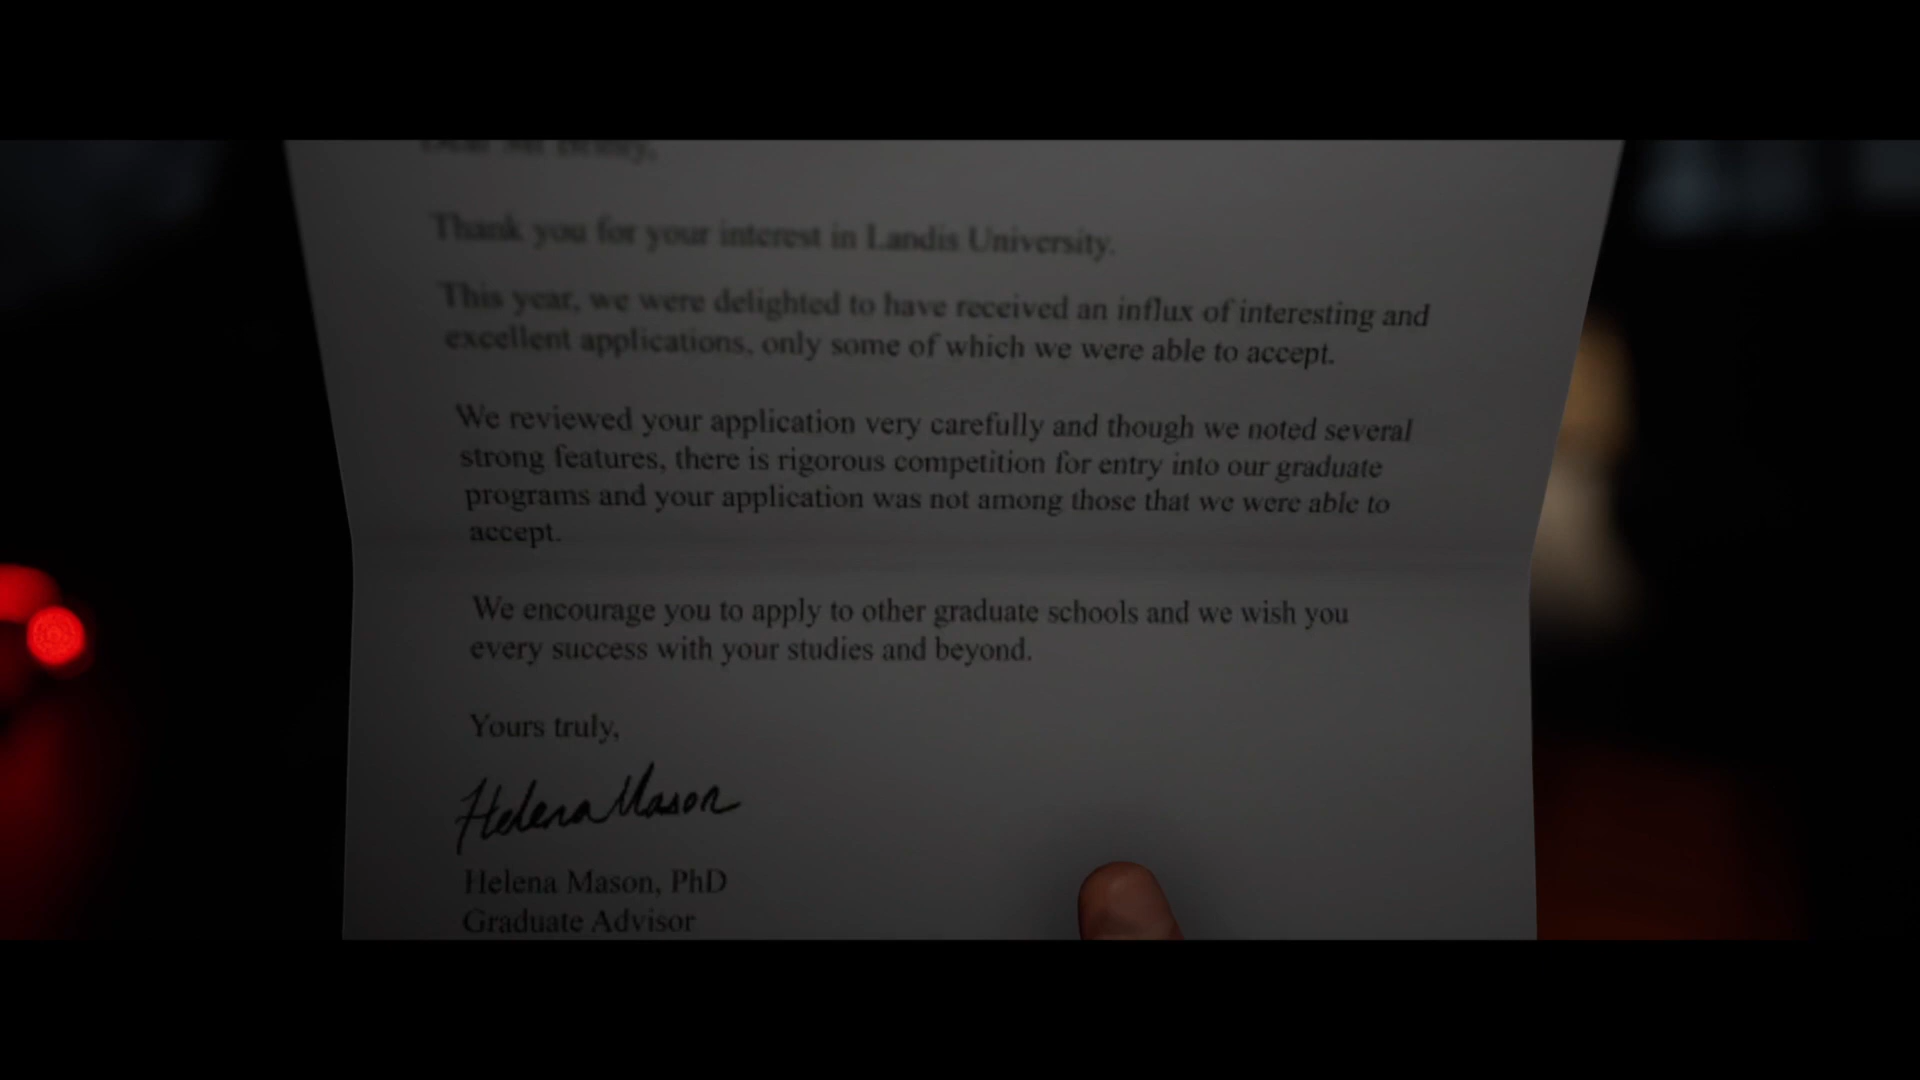 Thank you for your interest in Landis University.
This year, we were delighted to have received an influx of interesting and
excellent applications, only some of which we were able to accept.
We reviewed your application very carefully and though we noted several
strong features, there is rigorous competition for entry into our graduate
programs and your application was not among those that we were able to
accept.
We encourage you to apply to other graduate schools and we wish you
every success with your studies and beyond.
Yours truly,
Helena Mason
Helena Mason, PhD
Graduate Advisor